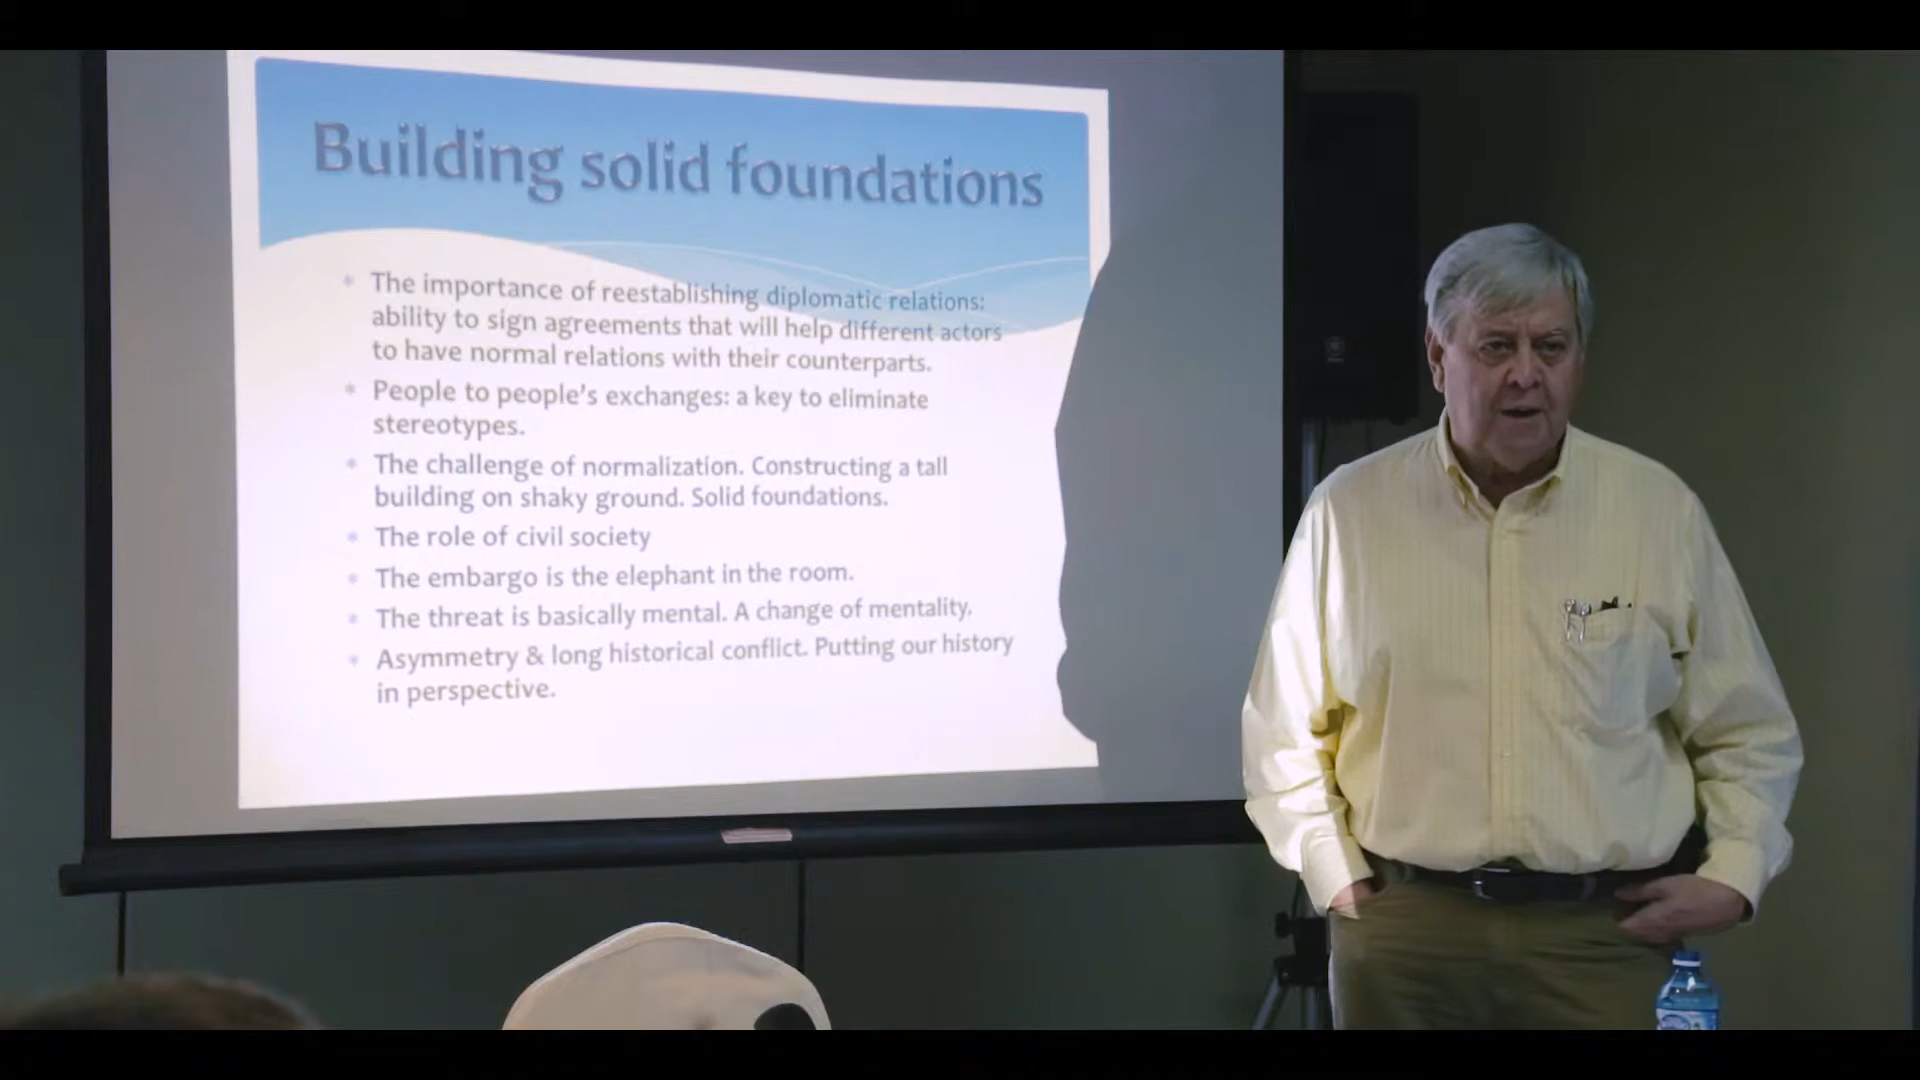 Building solid foundations
* The importance of reestablishing diplomatic relations:
ability to sign agreements that will help different actors
to have normal relations with their counterparts.
* People to people's exchanges: a key to eliminate
stereotypes.
* The challenge of normalization. Constructing a tall
building on shaky ground. Solid foundations.
* The role of civil society
* The embargo is the elephant in the room.
* The threat is basically mental. A change of mentality.
* Asymmetry & long historical conflict. Putting our history
in perspective.